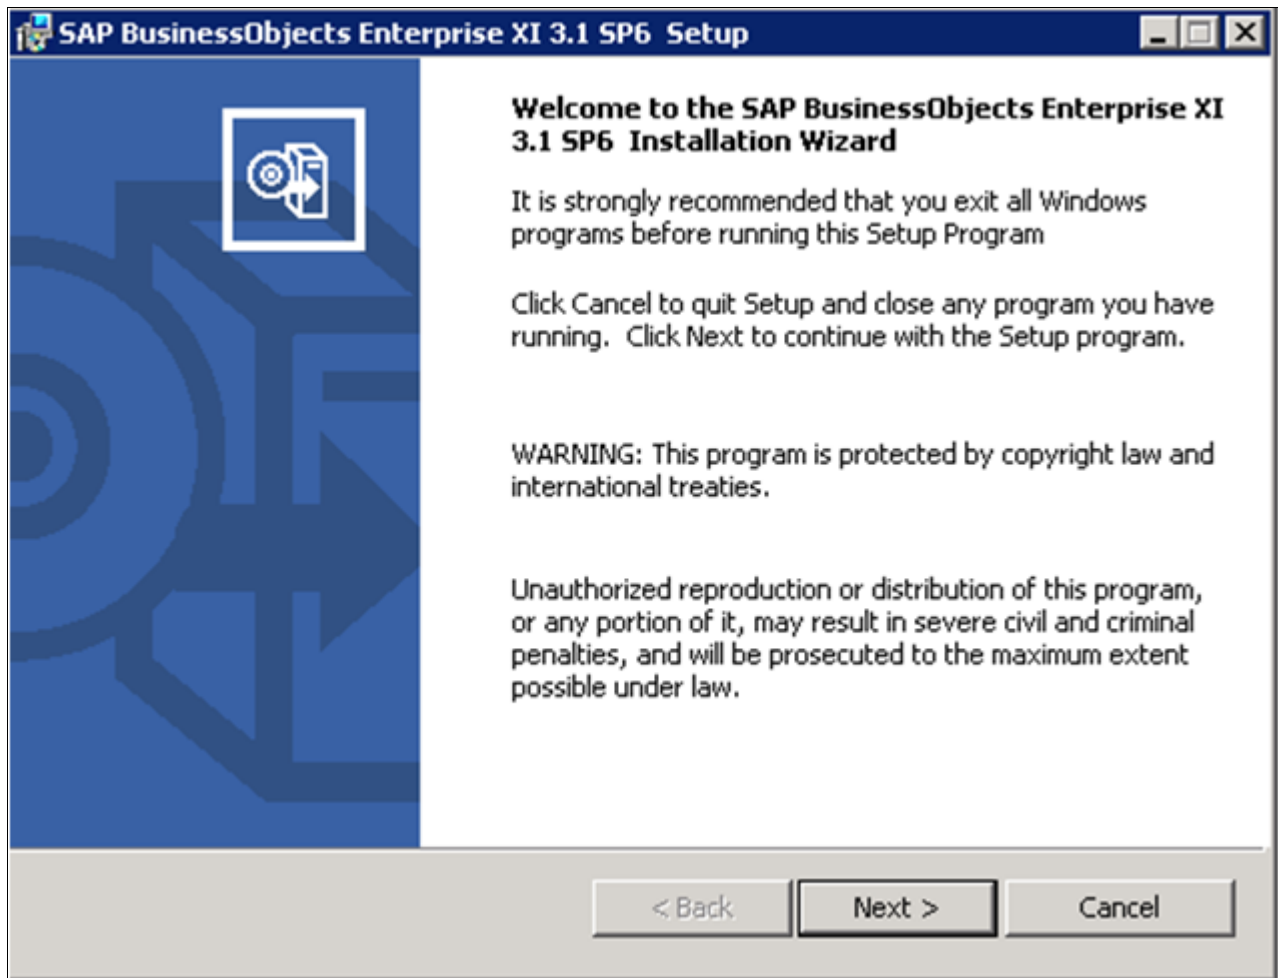 SAP BusinessObjects Enterprise XI 3.1 SP6  Setup
Welcome to the SAP BusinessObjects Enterprise XI
3.1 SP6  Installation Wizard
It is strongly recommended that you exit all Windows
programs before running this Setup Program
Click Cancel to quit Setup and close any program you have
running.  Click Next to continue with the Setup program.
WARNING: This program is protected by copyright law and
international treaties.
Unauthorized reproduction or distribution of this program,
or any portion of it, may result in severe civil and criminal
penalties, and will be prosecuted to the maximum extent
possible under law.
< Back Next > Cancel